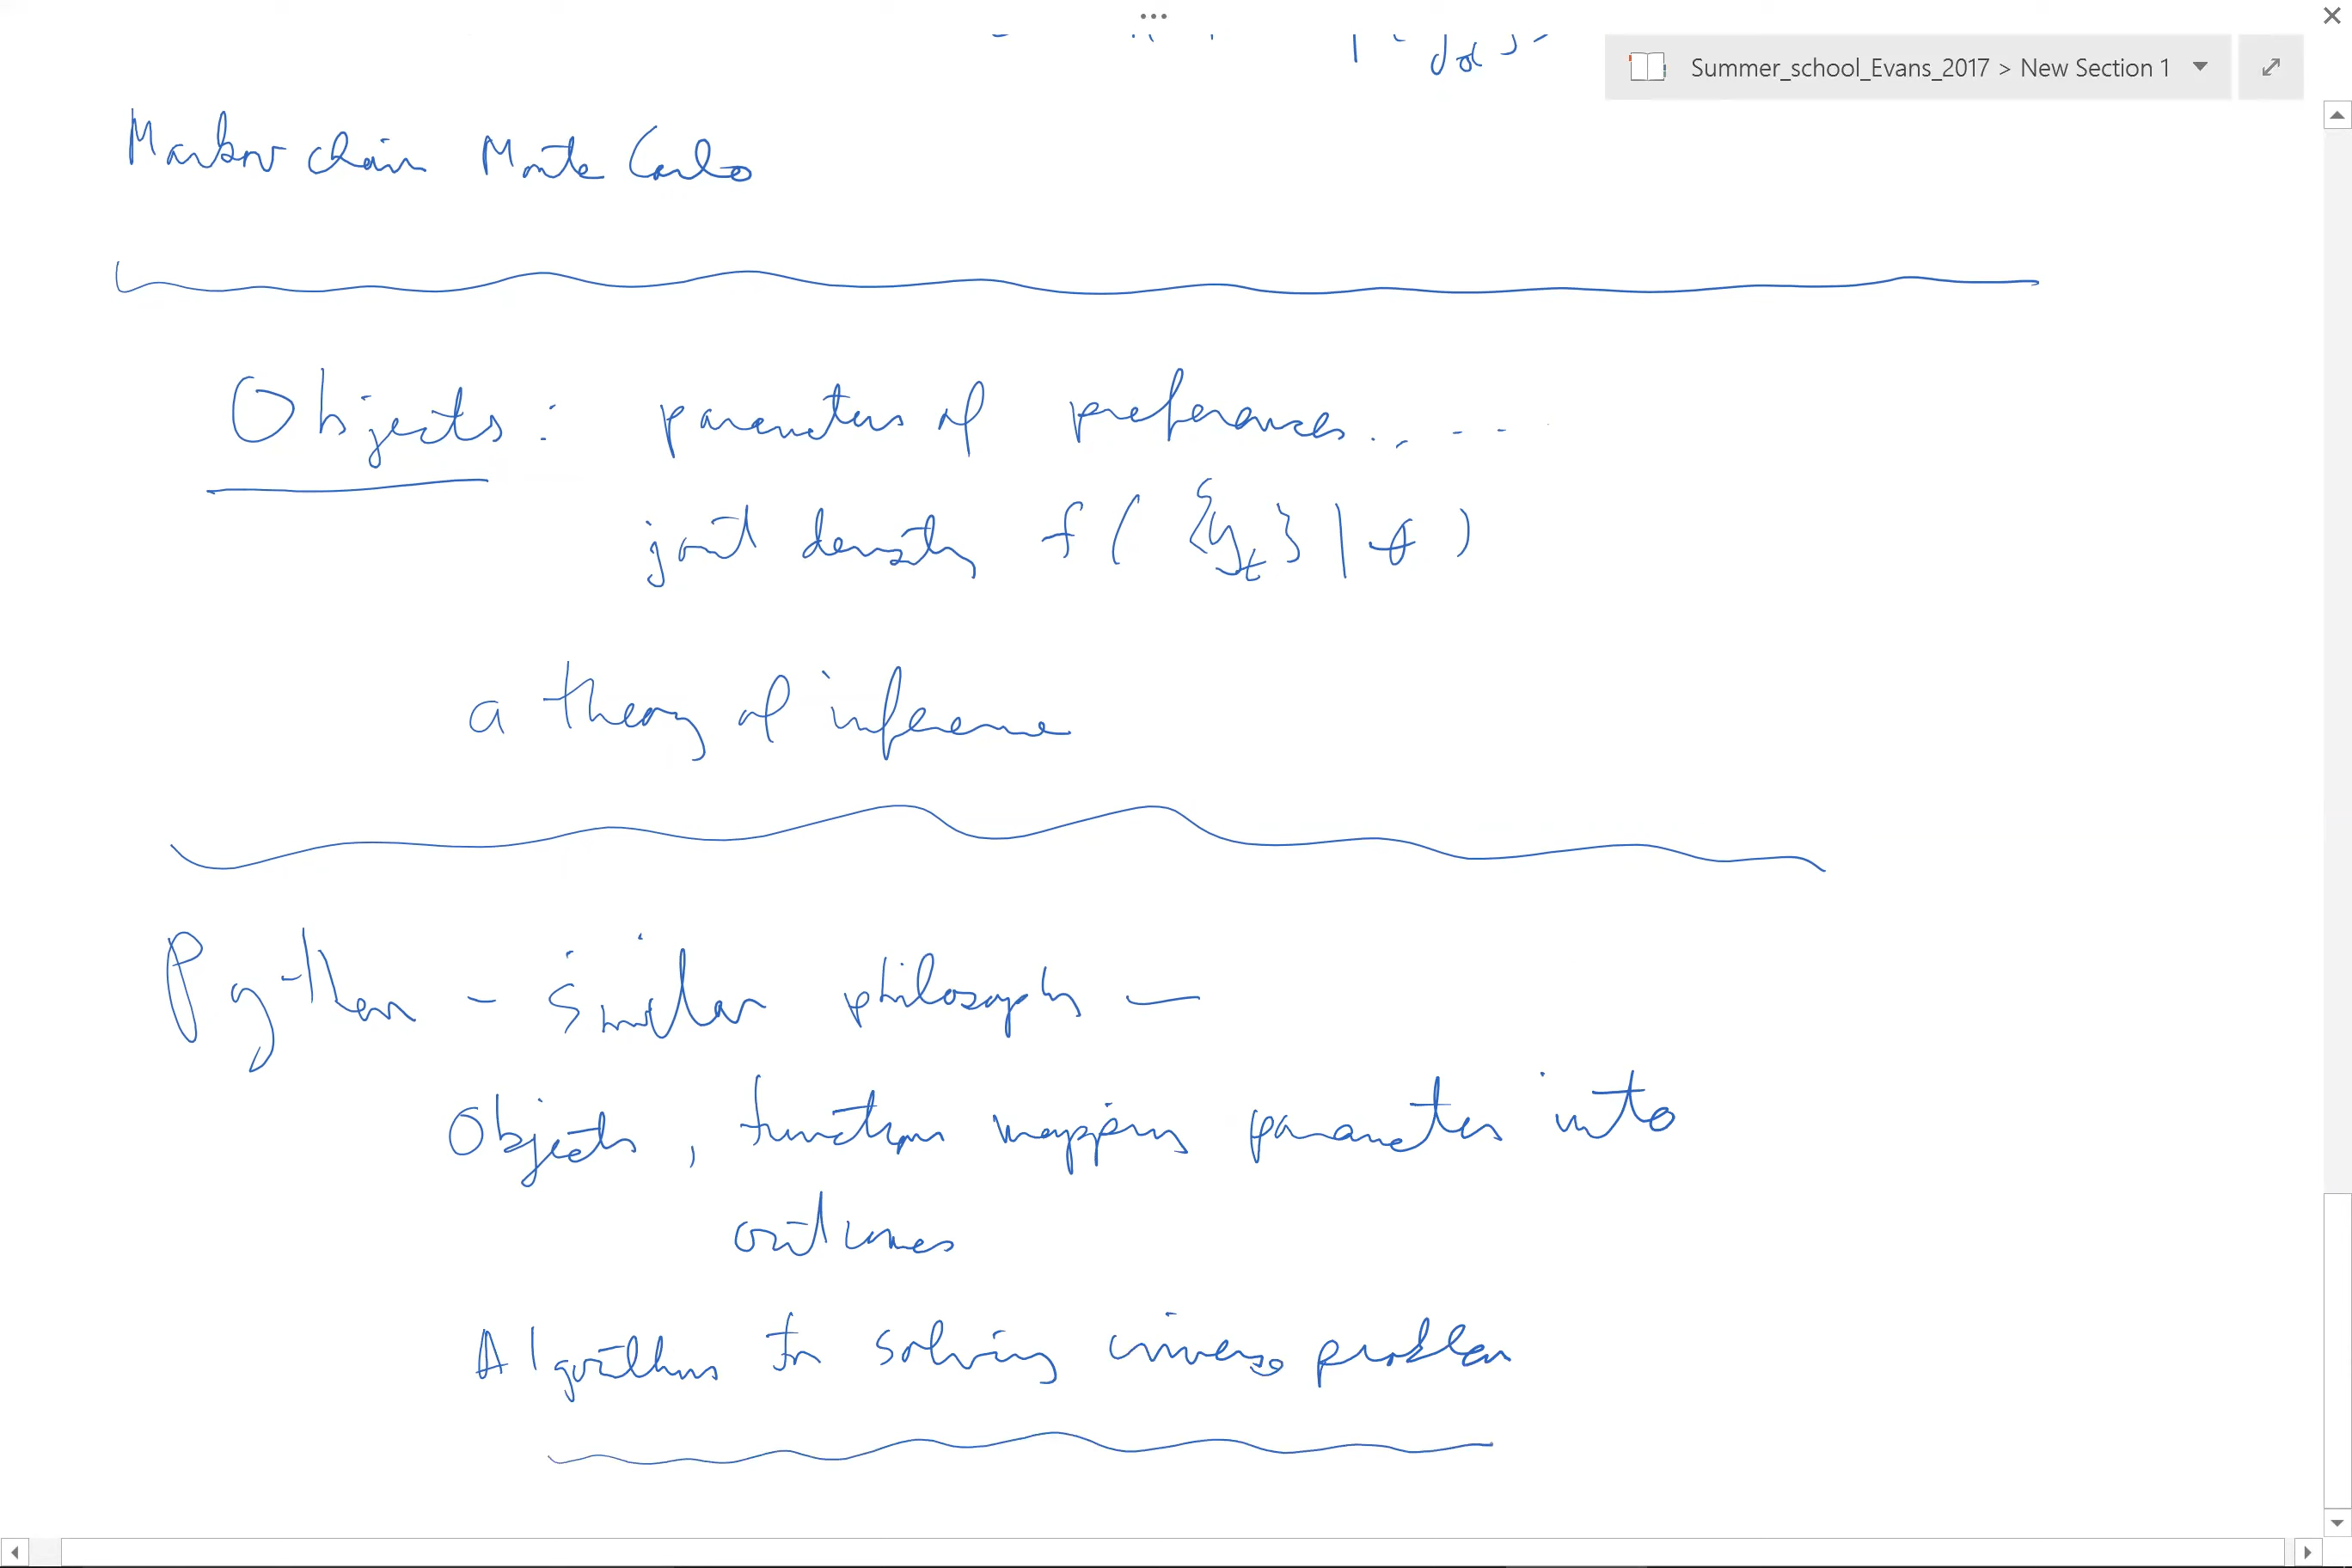 Summer_school_Evans_2017 > New Section 1
Markov chain Monte Carlo
Objects: parameters of preferences.. ---
joint density f({y_t}|θ)
a theory of inference
Python - Similar philosophy —
Objects, functions mapping parameters into
outcomes
Algorithms for solving inverse problem